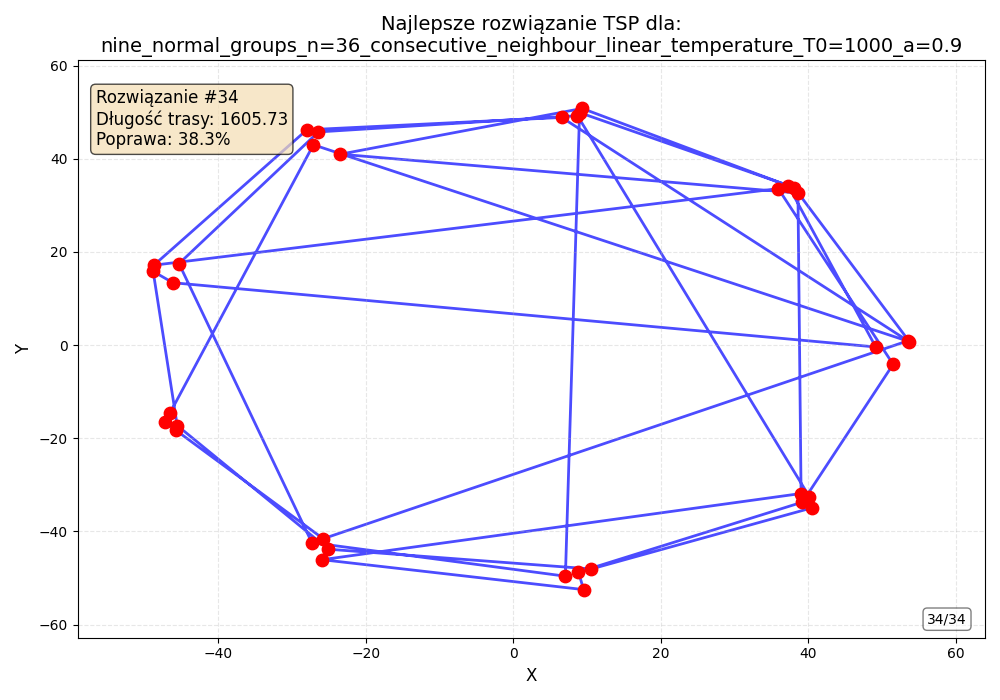 Najlepsze rozwiązanie TSP dla:
nine_normal_groups_n=36_consecutive_neighbour_linear_temperature_T0=1000_a=0.9
Rozwiązanie #34
Długość trasy: 1605.73
Poprawa: 38.3%
60
40
20
0
−20
−40
−60
Y
34/34
−40 −20 0 20 40 60
X